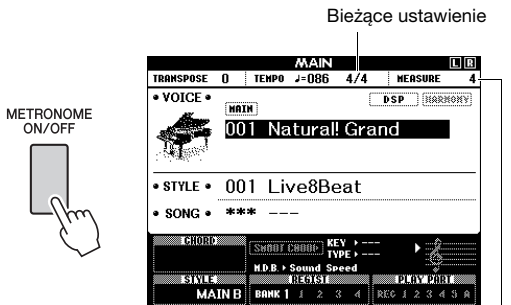 Bieżące ustawienie
MAIN L R
TRANSPOSE 0 TEMPO ♩=086 4/4 MEASURE 4
• VOICE • MAIN DSP HARMONY
001 Natural! Grand
METRONOME
ON/OFF
• STYLE • 001 Live8Beat
• SONG • *** ---
CHORD SMART CHORD KEY ▸ ---
TYPE ▸ ---
M.D.B. ▸ Sound Speed
STYLE REGIST PLAY PART
MAIN B BANK 1 1 2 3 4 REC 1 2 3 4 5 A